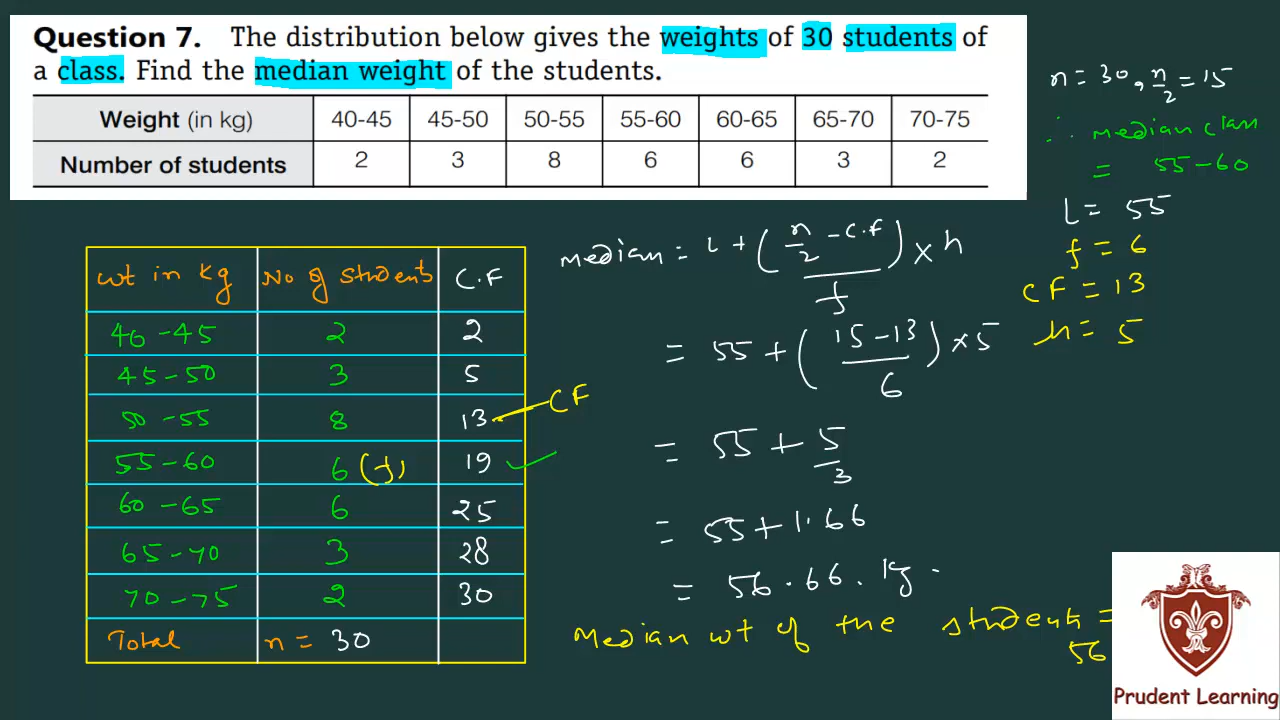 Question 7. The distribution below gives the weights of 30 students of
a class. Find the median weight of the students.
Weight (in kg) 40-45 45-50 50-55 55-60 60-65 65-70 70-75
Number of students 2 3 8 6 6 3 2
n = 30, n/2 = 15
∴ median class
= 55-60
l = 55
f = 6
CF = 13
h = 5
wt in kg No of students C.F
40-45 2 2
45-50 3 5
50-55 8 13 CF
55-60 6 (f) 19
60-65 6 25
65-70 3 28
70-75 2 30
Total n = 30
median = l + (n/2 - C.F / f) × h
= 55 + (15-13 / 6) × 5
= 55 + 5/3
= 55 + 1.66
= 56.66. kg.
Median wt of the students =
56
Prudent Learning